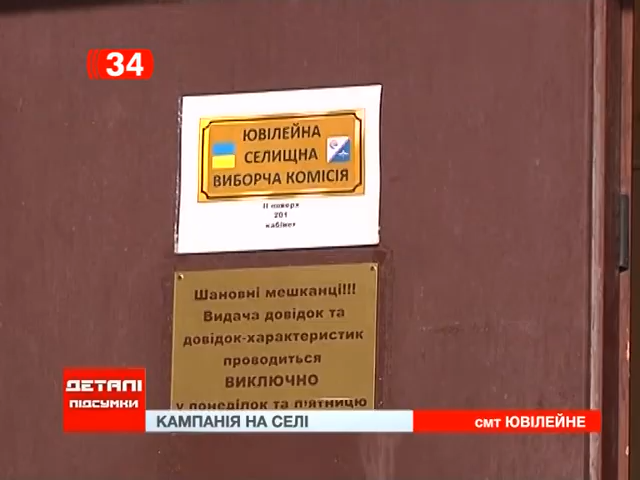 34
ЮВІЛЕЙНА
СЕЛИЩНА
ВИБОРЧА КОМІСІЯ
II поверх
201
кабінет
Шановні мешканці!!!
Видача довідок та
довідок-характеристик
проводиться
ВИКЛЮЧНО
у понеділок та п'ятницю
ДЕТАЛІ
ПІДСУМКИ
КАМПАНІЯ НА СЕЛІ
смт ЮВІЛЕЙНЕ